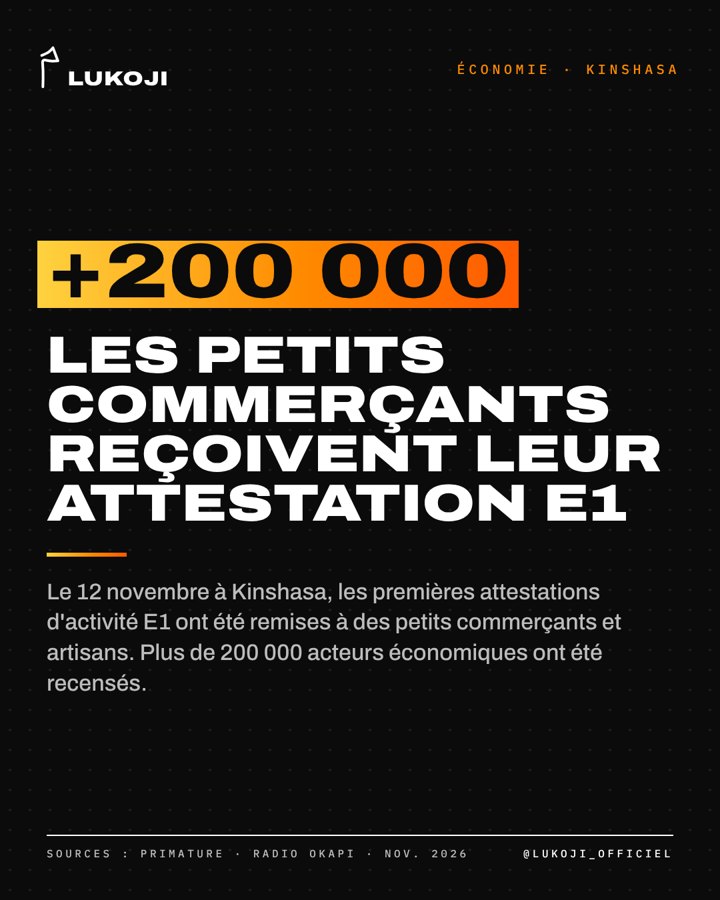 LUKOJI
ÉCONOMIE · KINSHASA
+200 000
LES PETITS
COMMERÇANTS
REÇOIVENT LEUR
ATTESTATION E1
Le 12 novembre à Kinshasa, les premières attestations
d'activité E1 ont été remises à des petits commerçants et
artisans. Plus de 200 000 acteurs économiques ont été
recensés.
SOURCES : PRIMATURE · RADIO OKAPI · NOV. 2026
@LUKOJI_OFFICIEL